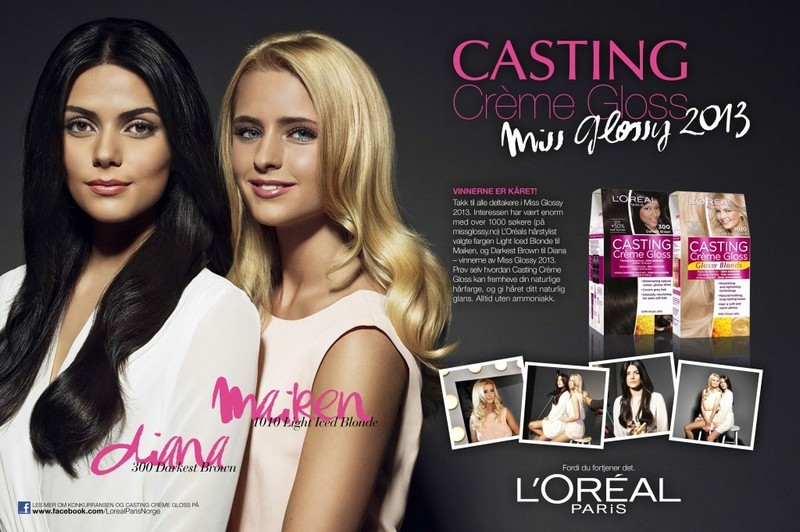 CASTING
Crème Gloss
Miss Glossy 2013
VINNERNE ER KÅRET!
Takk til alle deltakere i Miss Glossy
2013. Interessen har vært enorm
med over 1000 søkere (på
missglossy.no) L'Oréals hårstylist
valgte fargen Light Iced Blonde til
Maiken, og Darkest Brown til Diana
– vinnerne av Miss Glossy 2013.
Prøv selv hvordan Casting Crème
Gloss kan fremheve din naturlige
hårfarge, og gi håret ditt naturlig
glans. Alltid uten ammoniakk.
L'ORÉAL
300
CASTING
Crème Gloss
L'ORÉAL
1010
CASTING
Crème Gloss
Glossy Blonds
maiken
1010 Light Iced Blonde
diana
300 Darkest Brown
Fordi du fortjener det.
L'ORÉAL
PARIS
LES MER OM KONKURRANSEN OG CASTING CRÈME GLOSS PÅ
www.facebook.com/LorealParisNorge